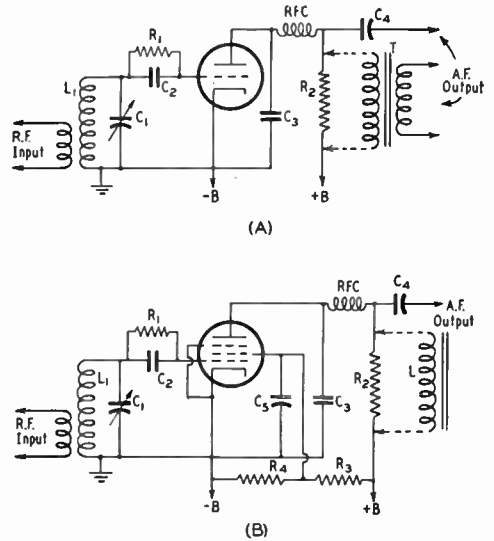 RFC
C4
R1
L1
C2
T
R2
A.F.
Output
C1
C3
R.F.
Input
-B
+B
(A)
RFC
C4
A.F.
Output
R1
C2
L1
C1
R2
L
C5
C3
R.F.
Input
R4
R3
-B
+B
(B)